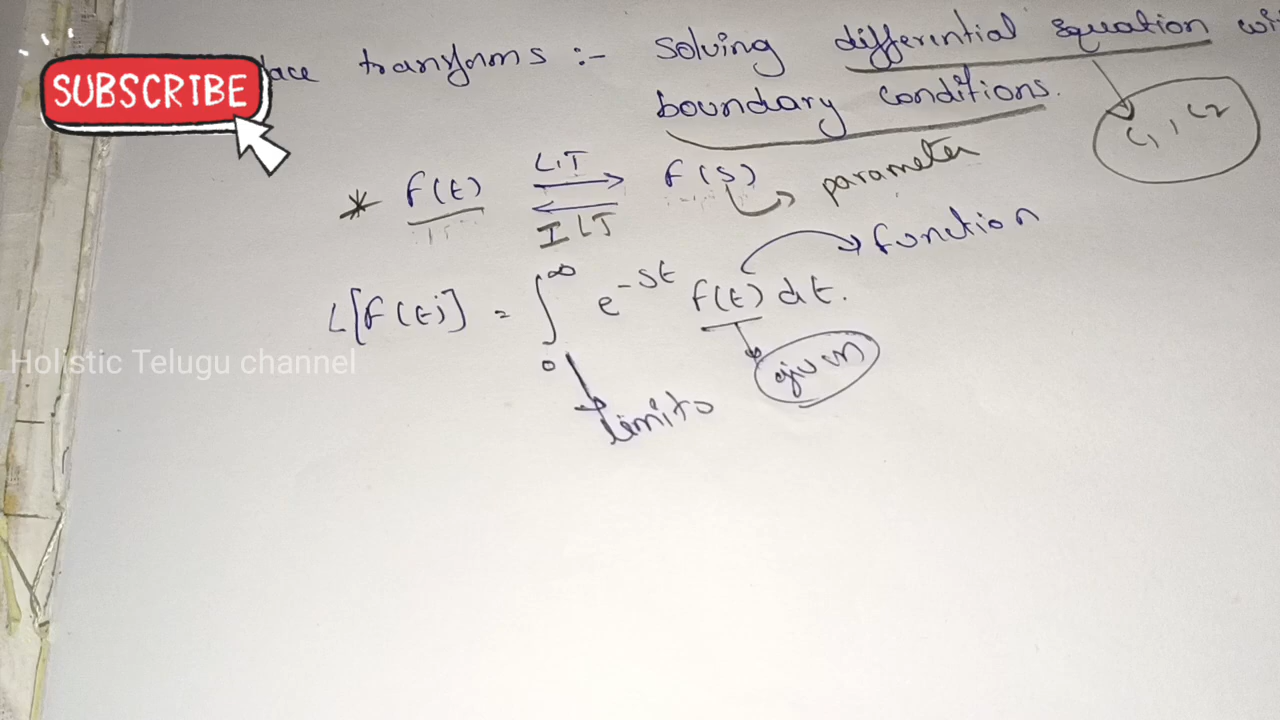 lace transforms :- Solving differential Equation wi
boundary conditions.
C1, C2
SUBSCRIBE
* f(t) L.T f(s) parameter
ILT
function
L[f(t)] = ∫₀^∞ e^-st f(t) dt.
given
Holistic Telugu channel
limits